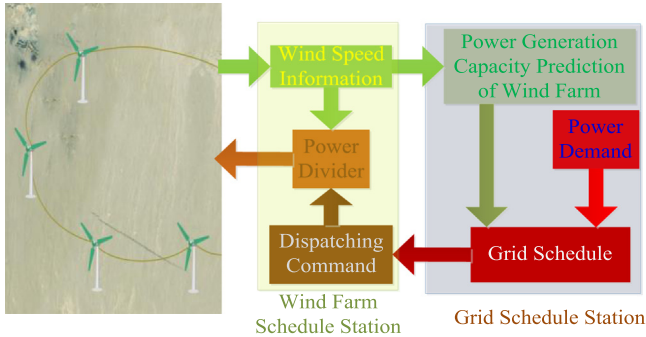 Wind Speed
Information
Power Generation
Capacity Prediction
of Wind Farm
Power
Divider
Power
Demand
Dispatching
Command
Grid Schedule
Wind Farm
Schedule Station
Grid Schedule Station